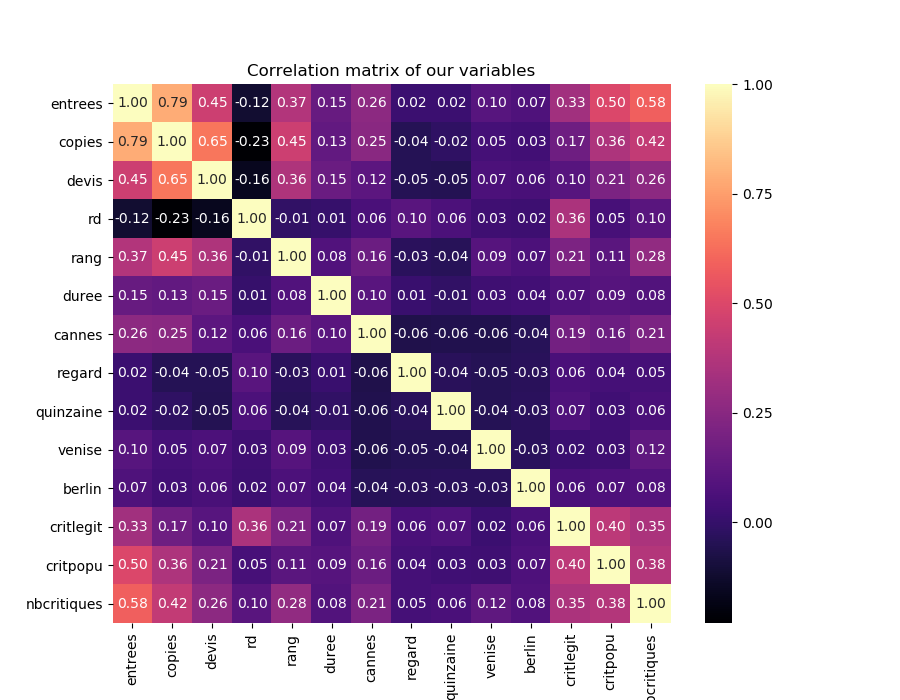 Correlation matrix of our variables
entrees 1.00 0.79 0.45 -0.12 0.37 0.15 0.26 0.02 0.02 0.10 0.07 0.33 0.50 0.58
copies 0.79 1.00 0.65 -0.23 0.45 0.13 0.25 -0.04 -0.02 0.05 0.03 0.17 0.36 0.42
devis 0.45 0.65 1.00 -0.16 0.36 0.15 0.12 -0.05 -0.05 0.07 0.06 0.10 0.21 0.26
rd -0.12 -0.23 -0.16 1.00 -0.01 0.01 0.06 0.10 0.06 0.03 0.02 0.36 0.05 0.10
rang 0.37 0.45 0.36 -0.01 1.00 0.08 0.16 -0.03 -0.04 0.09 0.07 0.21 0.11 0.28
duree 0.15 0.13 0.15 0.01 0.08 1.00 0.10 0.01 -0.01 0.03 0.04 0.07 0.09 0.08
cannes 0.26 0.25 0.12 0.06 0.16 0.10 1.00 -0.06 -0.06 -0.06 -0.04 0.19 0.16 0.21
regard 0.02 -0.04 -0.05 0.10 -0.03 0.01 -0.06 1.00 -0.04 -0.05 -0.03 0.06 0.04 0.05
quinzaine 0.02 -0.02 -0.05 0.06 -0.04 -0.01 -0.06 -0.04 1.00 -0.04 -0.03 0.07 0.03 0.06
venise 0.10 0.05 0.07 0.03 0.09 0.03 -0.06 -0.05 -0.04 1.00 -0.03 0.02 0.03 0.12
berlin 0.07 0.03 0.06 0.02 0.07 0.04 -0.04 -0.03 -0.03 -0.03 1.00 0.06 0.07 0.08
critlegit 0.33 0.17 0.10 0.36 0.21 0.07 0.19 0.06 0.07 0.02 0.06 1.00 0.40 0.35
critpopu 0.50 0.36 0.21 0.05 0.11 0.09 0.16 0.04 0.03 0.03 0.07 0.40 1.00 0.38
nbcritiques 0.58 0.42 0.26 0.10 0.28 0.08 0.21 0.05 0.06 0.12 0.08 0.35 0.38 1.00
entrees copies devis rd rang duree cannes regard quinzaine venise berlin critlegit critpopu bcritiques
1.00
0.75
0.50
0.25
0.00